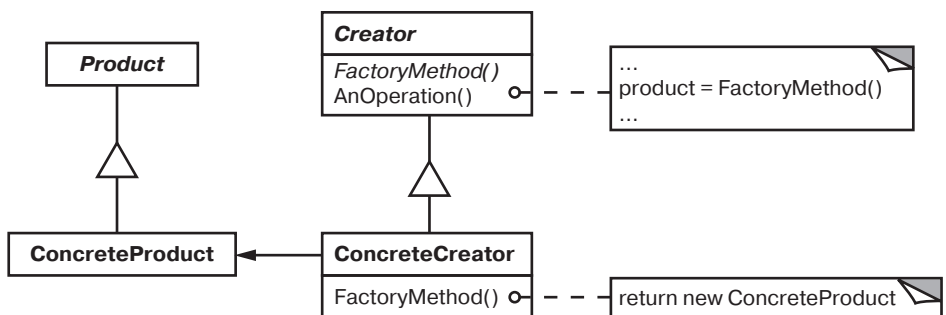 Creator
Product
FactoryMethod()
AnOperation()
...
product = FactoryMethod()
...
ConcreteProduct
ConcreteCreator
FactoryMethod()
return new ConcreteProduct